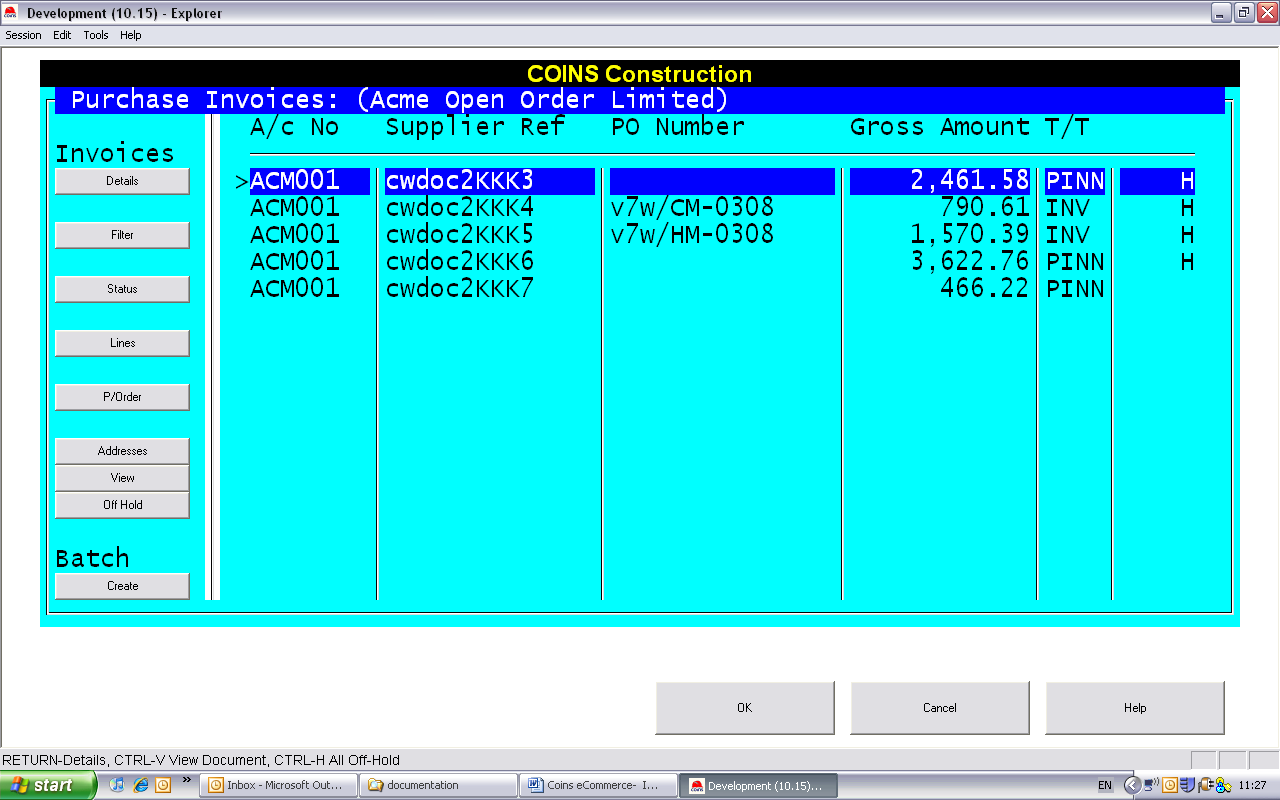 Development (10.15) - Explorer
Session Edit Tools Help
COINS Construction
Purchase Invoices: (Acme Open Order Limited)
A/c No Supplier Ref PO Number Gross Amount T/T
Invoices
Details
>ACM001 cwdoc2KKK3 2,461.58 PINN H
ACM001 cwdoc2KKK4 v7w/CM-0308 790.61 INV H
Filter
ACM001 cwdoc2KKK5 v7w/HM-0308 1,570.39 INV H
ACM001 cwdoc2KKK6 3,622.76 PINN H
Status
ACM001 cwdoc2KKK7 466.22 PINN
Lines
P/Order
Addresses
View
Off Hold
Batch
Create
OK Cancel Help
RETURN-Details, CTRL-V View Document, CTRL-H All Off-Hold
start Inbox - Microsoft Out... documentation Coins eCommerce- I... Development (10.15)... EN 11:27